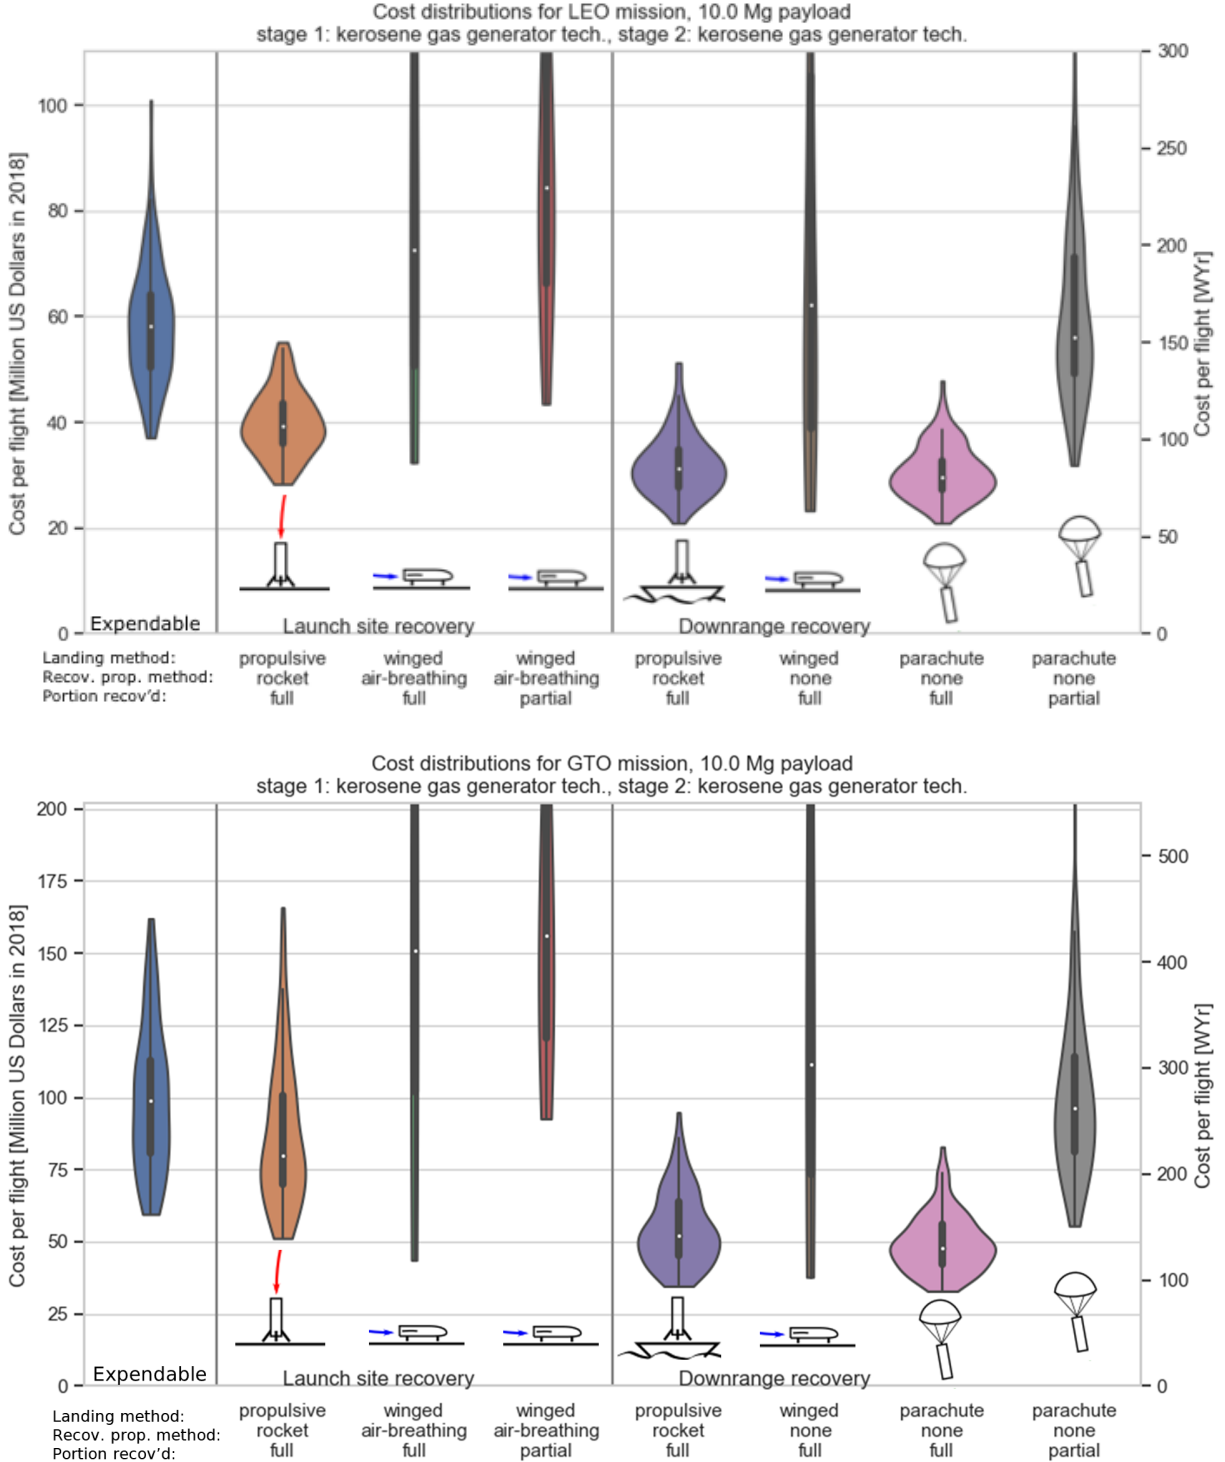 Cost distributions for LEO mission, 10.0 Mg payload
stage 1: kerosene gas generator tech., stage 2: kerosene gas generator tech.
Cost per flight [Million US Dollars in 2018]
100
80
60
40
20
0
300
250
200
150
100
50
0
Cost per flight [WYr]
Expendable
Launch site recovery
Downrange recovery
Landing method:
Recov. prop. method:
Portion recov'd:
propulsive
rocket
full
winged
air-breathing
full
winged
air-breathing
partial
propulsive
rocket
full
winged
none
full
parachute
none
full
parachute
none
partial
Cost distributions for GTO mission, 10.0 Mg payload
stage 1: kerosene gas generator tech., stage 2: kerosene gas generator tech.
Cost per flight [Million US Dollars in 2018]
200
175
150
125
100
75
50
25
0
500
400
300
200
100
0
Cost per flight [WYr]
Expendable
Launch site recovery
Downrange recovery
Landing method:
Recov. prop. method:
Portion recov'd:
propulsive
rocket
full
winged
air-breathing
full
winged
air-breathing
partial
propulsive
rocket
full
winged
none
full
parachute
none
full
parachute
none
partial